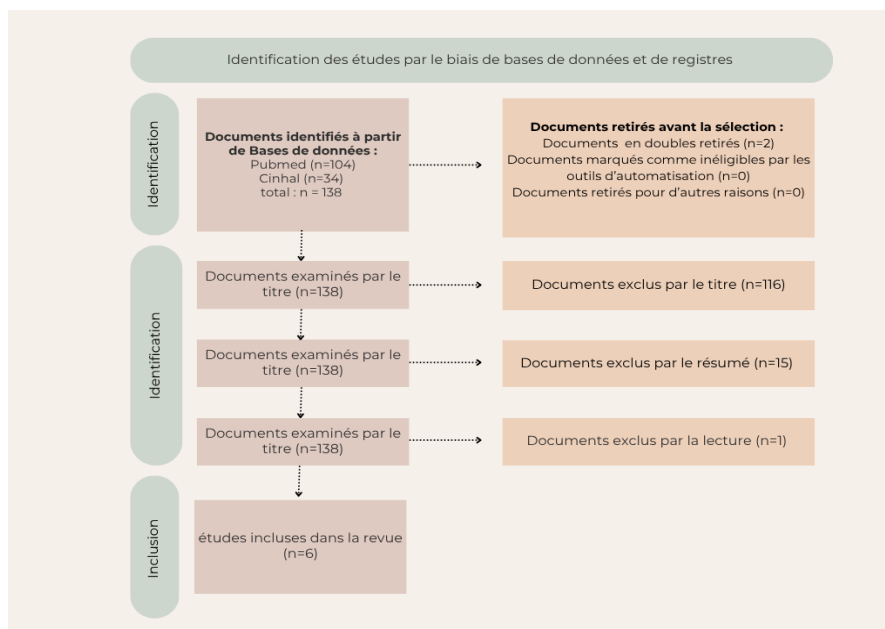 Identification des études par le biais de bases de données et de registres
Identification
Documents identifiés à partir
de Bases de données :
Pubmed (n=104)
Cinhal (n=34)
total : n = 138
Documents retirés avant la sélection :
Documents en doubles retirés (n=2)
Documents marqués comme inéligibles par les
outils d'automatisation (n=0)
Documents retirés pour d'autres raisons (n=0)
Identification
Documents examinés par le
titre (n=138)
Documents exclus par le titre (n=116)
Documents examinés par le
titre (n=138)
Documents exclus par le résumé (n=15)
Documents examinés par le
titre (n=138)
Documents exclus par la lecture (n=1)
Inclusion
études incluses dans la revue
(n=6)